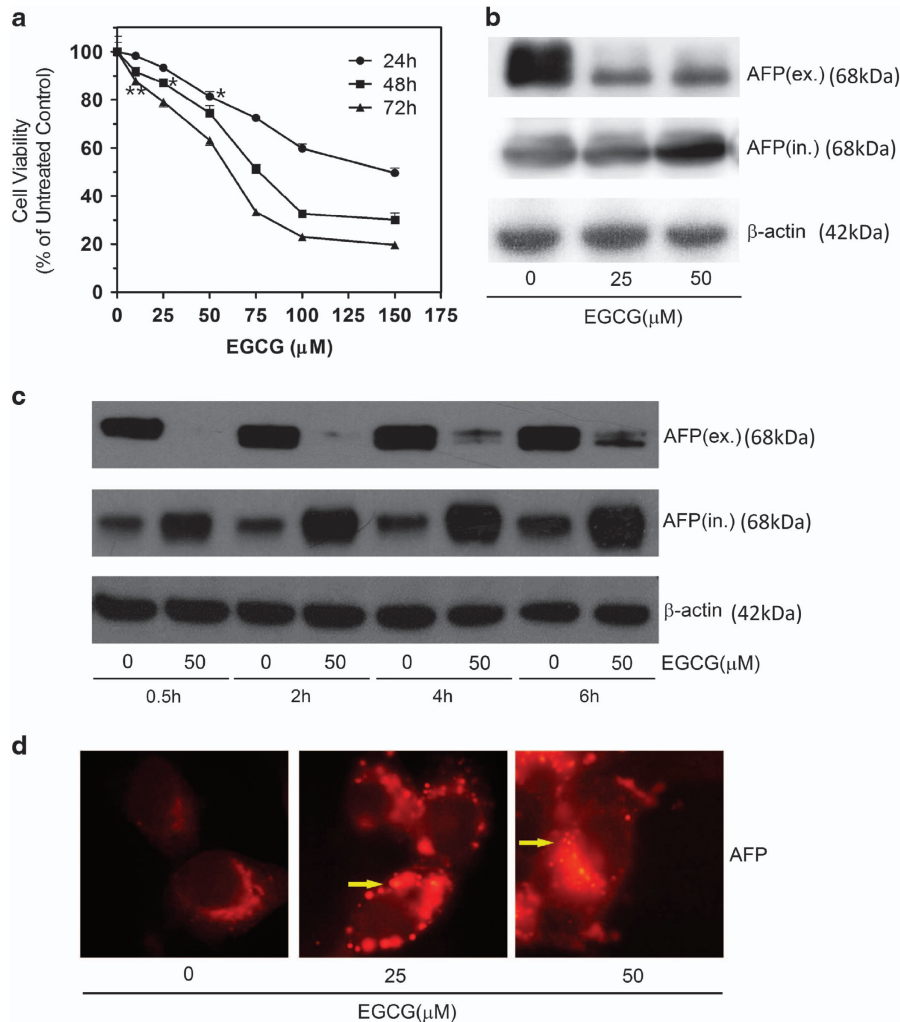 a
Cell Viability
(% of Untreated Control)
100
80
60
40
20
0
24h
48h
72h
**
*
*
0 25 50 75 100 125 150 175
EGCG (μM)
b
AFP(ex.) (68kDa)
AFP(in.) (68kDa)
β-actin (42kDa)
0 25 50
EGCG(μM)
c
AFP(ex.) (68kDa)
AFP(in.) (68kDa)
β-actin (42kDa)
0 50 0 50 0 50 0 50 EGCG(μM)
0.5h 2h 4h 6h
d
AFP
0 25 50
EGCG(μM)